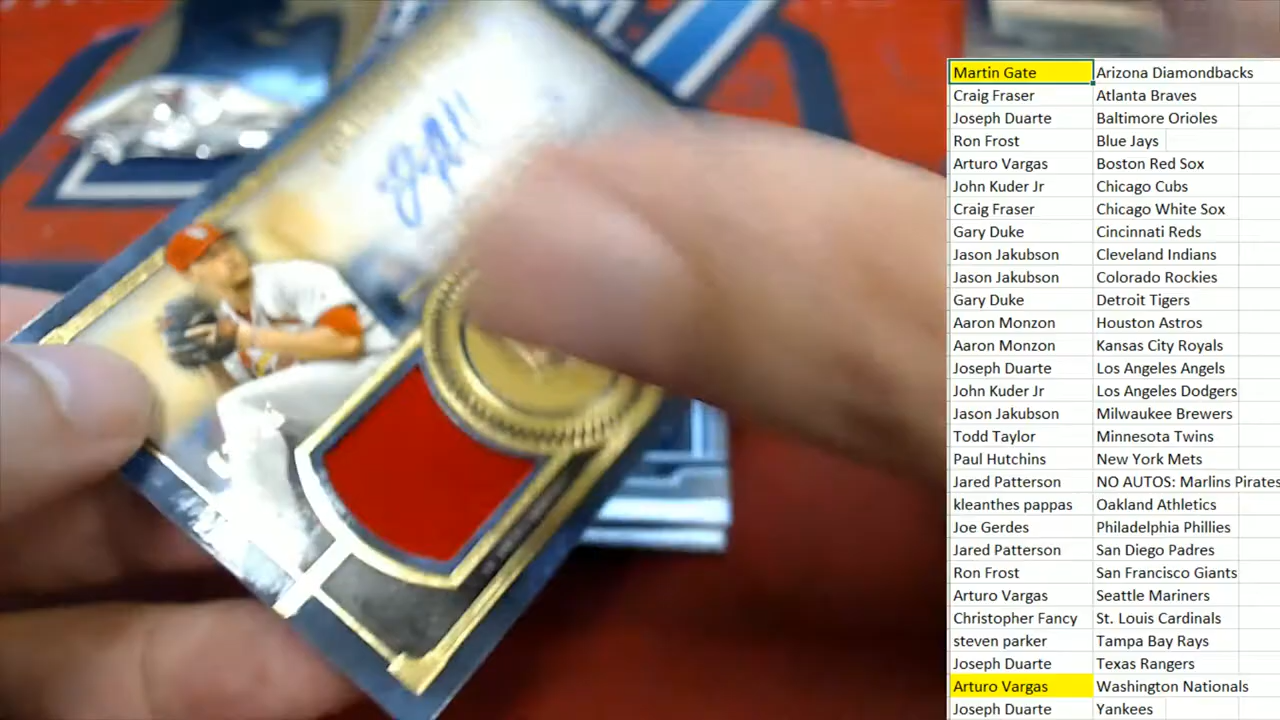 Martin Gate Arizona Diamondbacks
Craig Fraser Atlanta Braves
Joseph Duarte Baltimore Orioles
Ron Frost Blue Jays
Arturo Vargas Boston Red Sox
John Kuder Jr Chicago Cubs
Craig Fraser Chicago White Sox
Gary Duke Cincinnati Reds
Jason Jakubson Cleveland Indians
Jason Jakubson Colorado Rockies
Gary Duke Detroit Tigers
Aaron Monzon Houston Astros
Aaron Monzon Kansas City Royals
Joseph Duarte Los Angeles Angels
John Kuder Jr Los Angeles Dodgers
Jason Jakubson Milwaukee Brewers
Todd Taylor Minnesota Twins
Paul Hutchins New York Mets
Jared Patterson NO AUTOS: Marlins Pirates
kleanthes pappas Oakland Athletics
Joe Gerdes Philadelphia Phillies
Jared Patterson San Diego Padres
Ron Frost San Francisco Giants
Arturo Vargas Seattle Mariners
Christopher Fancy St. Louis Cardinals
steven parker Tampa Bay Rays
Joseph Duarte Texas Rangers
Arturo Vargas Washington Nationals
Joseph Duarte Yankees